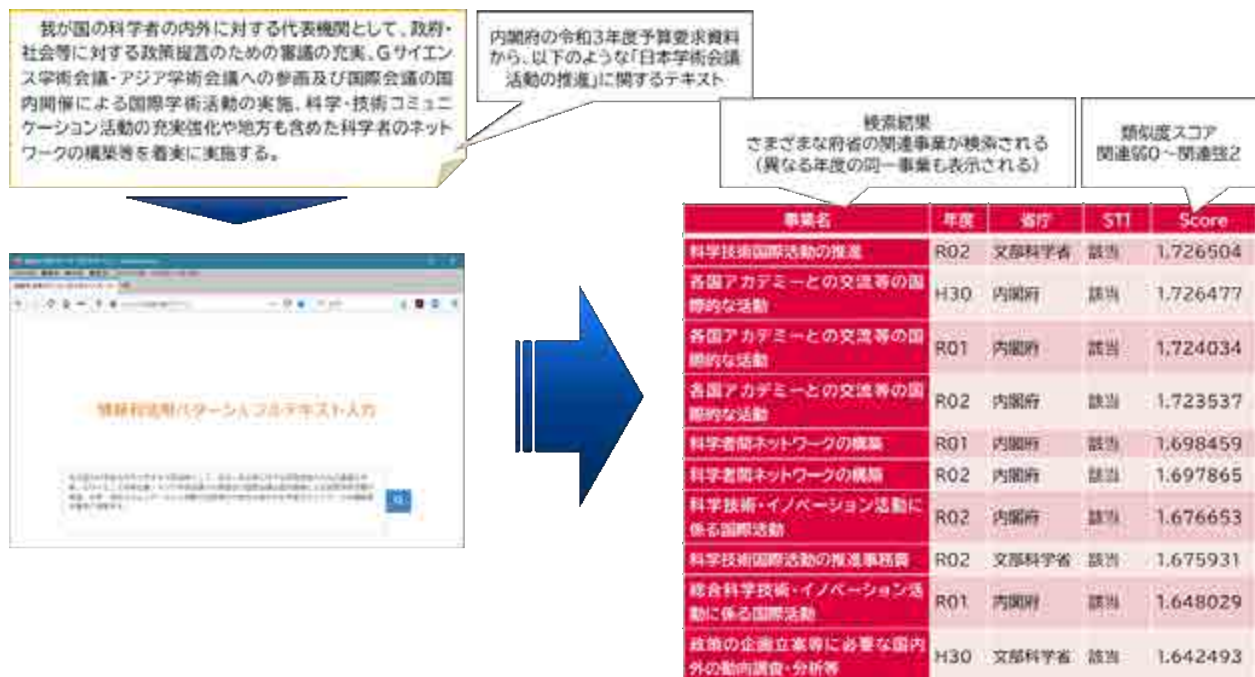 我が国の科学者の内外に対する代表機関として、政府・
社会等に対する政策提言のための審議の充実、Gサイエン
ス学術会議・アジア学術会議への参画及び国際会議の国
内開催による国際学術活動の実施、科学・技術コミュニ
ケーション活動の充実強化や地方も含めた科学者のネット
ワークの構築等を着実に実施する。
内閣府の令和3年度予算要求資料
から、以下のような「日本学術会議
活動の推進」に関するテキスト
検索結果
さまざまな府省の関連事業が検索される
(異なる年度の同一事業も表示される)
類似度スコア
関連弱0~関連強2
事業名 年度 省庁 STI Score
科学技術国際活動の推進 R02 文部科学省 該当 1.726504
各国アカデミーとの交流等の国
際的な活動 H30 内閣府 該当 1.726477
各国アカデミーとの交流等の国
際的な活動 R01 内閣府 該当 1.724034
各国アカデミーとの交流等の国
際的な活動 R02 内閣府 該当 1.723537
科学者間ネットワークの構築 R01 内閣府 該当 1.698459
科学者間ネットワークの構築 R02 内閣府 該当 1.697865
科学技術・イノベーション活動に
係る国際活動 R02 内閣府 該当 1.676653
科学技術国際活動の推進事務費 R02 文部科学省 該当 1.675931
総合科学技術・イノベーション活
動に係る国際活動 R01 内閣府 該当 1.648029
政策の企画立案等に必要な国内
外の動向調査・分析等 H30 文部科学省 該当 1.642493